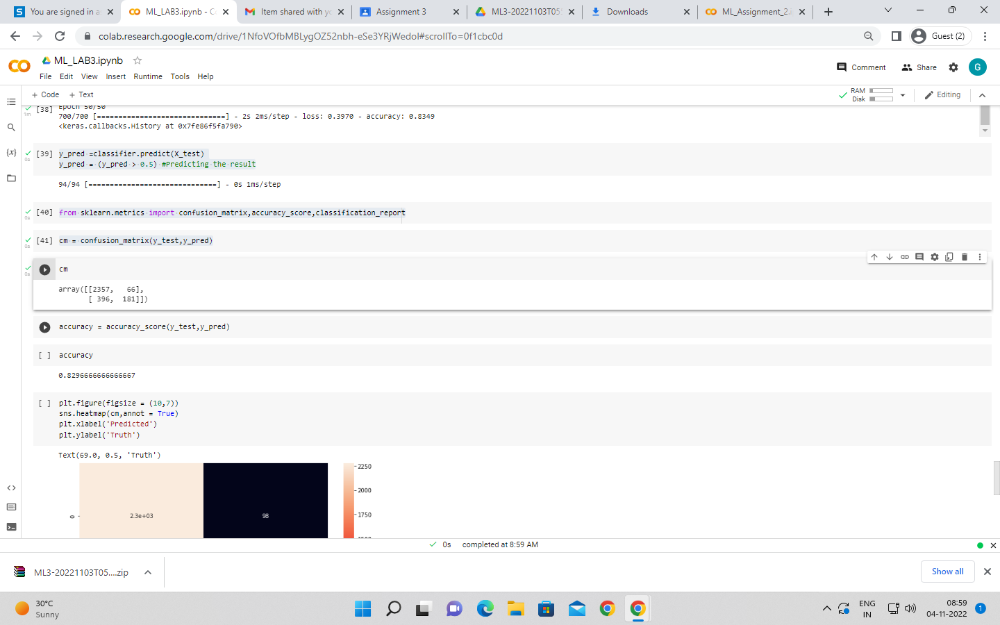 You are signed in a
ML_LAB3.ipynb - C
Item shared with y
Assignment 3
ML3-20221103T05
Downloads
ML_Assignment_2.i
colab.research.google.com/drive/1NfoVOfbMBLygOZ52nbh-eSe3YRjWedoI#scrollTo=0f1cbc0d
Guest (2)
ML_LAB3.ipynb
File Edit View Insert Runtime Tools Help
Comment Share G
+ Code + Text
RAM
Disk
Editing
[38] Epoch 50/50
1m
700/700 [==============================] - 2s 2ms/step - loss: 0.3970 - accuracy: 0.8349
<keras.callbacks.History at 0x7fe86f5fa790>
[39] y_pred =classifier.predict(X_test)
0s
y_pred = (y_pred > 0.5) #Predicting the result
94/94 [==============================] - 0s 1ms/step
[40] from sklearn.metrics import confusion_matrix,accuracy_score,classification_report
0s
[41] cm = confusion_matrix(y_test,y_pred)
0s
cm
0s
array([[2357,   66],
       [ 396,  181]])
accuracy = accuracy_score(y_test,y_pred)
[ ] accuracy
0.8296666666666667
[ ] plt.figure(figsize = (10,7))
sns.heatmap(cm,annot = True)
plt.xlabel('Predicted')
plt.ylabel('Truth')
Text(69.0, 0.5, 'Truth')
2250
2000
0 2.3e+03 98 1750
1500
0s completed at 8:59 AM
ML3-20221103T05....zip
Show all
30°C
Sunny
ENG
IN
08:59
04-11-2022
1